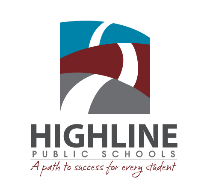 HIGHLINE
PUBLIC SCHOOLS
A path to success for every student